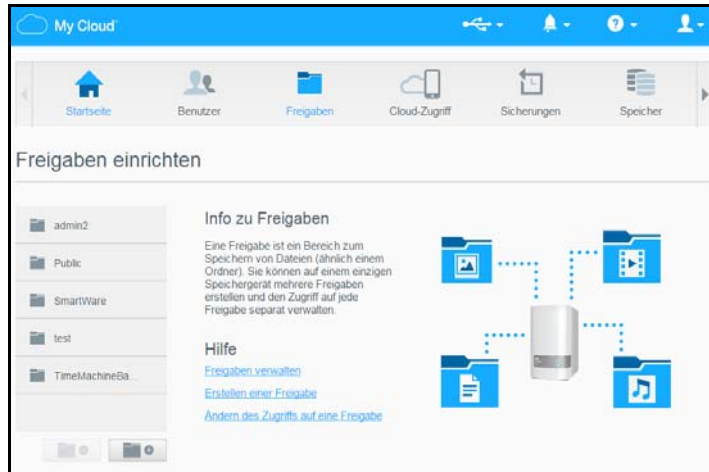 My Cloud
Startseite
Benutzer
Freigaben
Cloud-Zugriff
Sicherungen
Speicher
Freigaben einrichten
admin2
Public
SmartWare
test
TimeMachineBa...
Info zu Freigaben
Eine Freigabe ist ein Bereich zum
Speichern von Dateien (ähnlich einem
Ordner). Sie können auf einem einzigen
Speichergerät mehrere Freigaben
erstellen und den Zugriff auf jede
Freigabe separat verwalten.
Hilfe
Freigaben verwalten
Erstellen einer Freigabe
Ändern des Zugriffs auf eine Freigabe